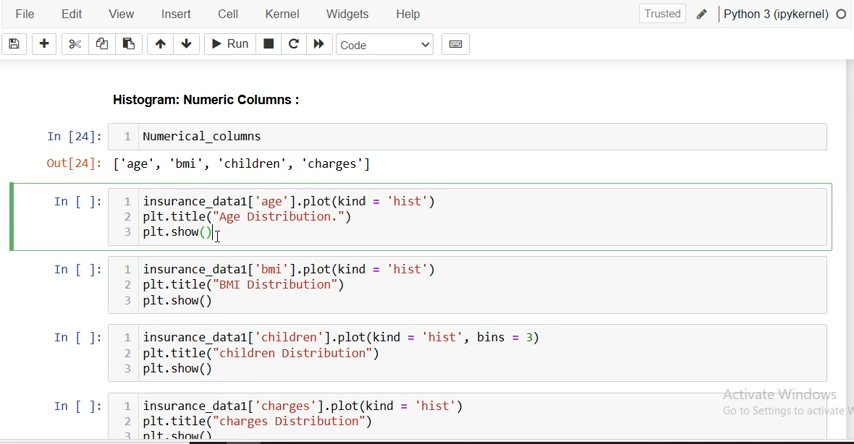 File Edit View Insert Cell Kernel Widgets Help Trusted Python 3 (ipykernel)
Run Code
Histogram: Numeric Columns :
In [24]: 1 Numerical_columns
Out[24]: ['age', 'bmi', 'children', 'charges']
In [ ]: 1 insurance_data1['age'].plot(kind = 'hist')
2 plt.title("Age Distribution.")
3 plt.show()
In [ ]: 1 insurance_data1['bmi'].plot(kind = 'hist')
2 plt.title("BMI Distribution")
3 plt.show()
In [ ]: 1 insurance_data1['children'].plot(kind = 'hist', bins = 3)
2 plt.title("children Distribution")
3 plt.show()
Activate Windows
Go to Settings to activate W
In [ ]: 1 insurance_data1['charges'].plot(kind = 'hist')
2 plt.title("charges Distribution")
3 plt.show()